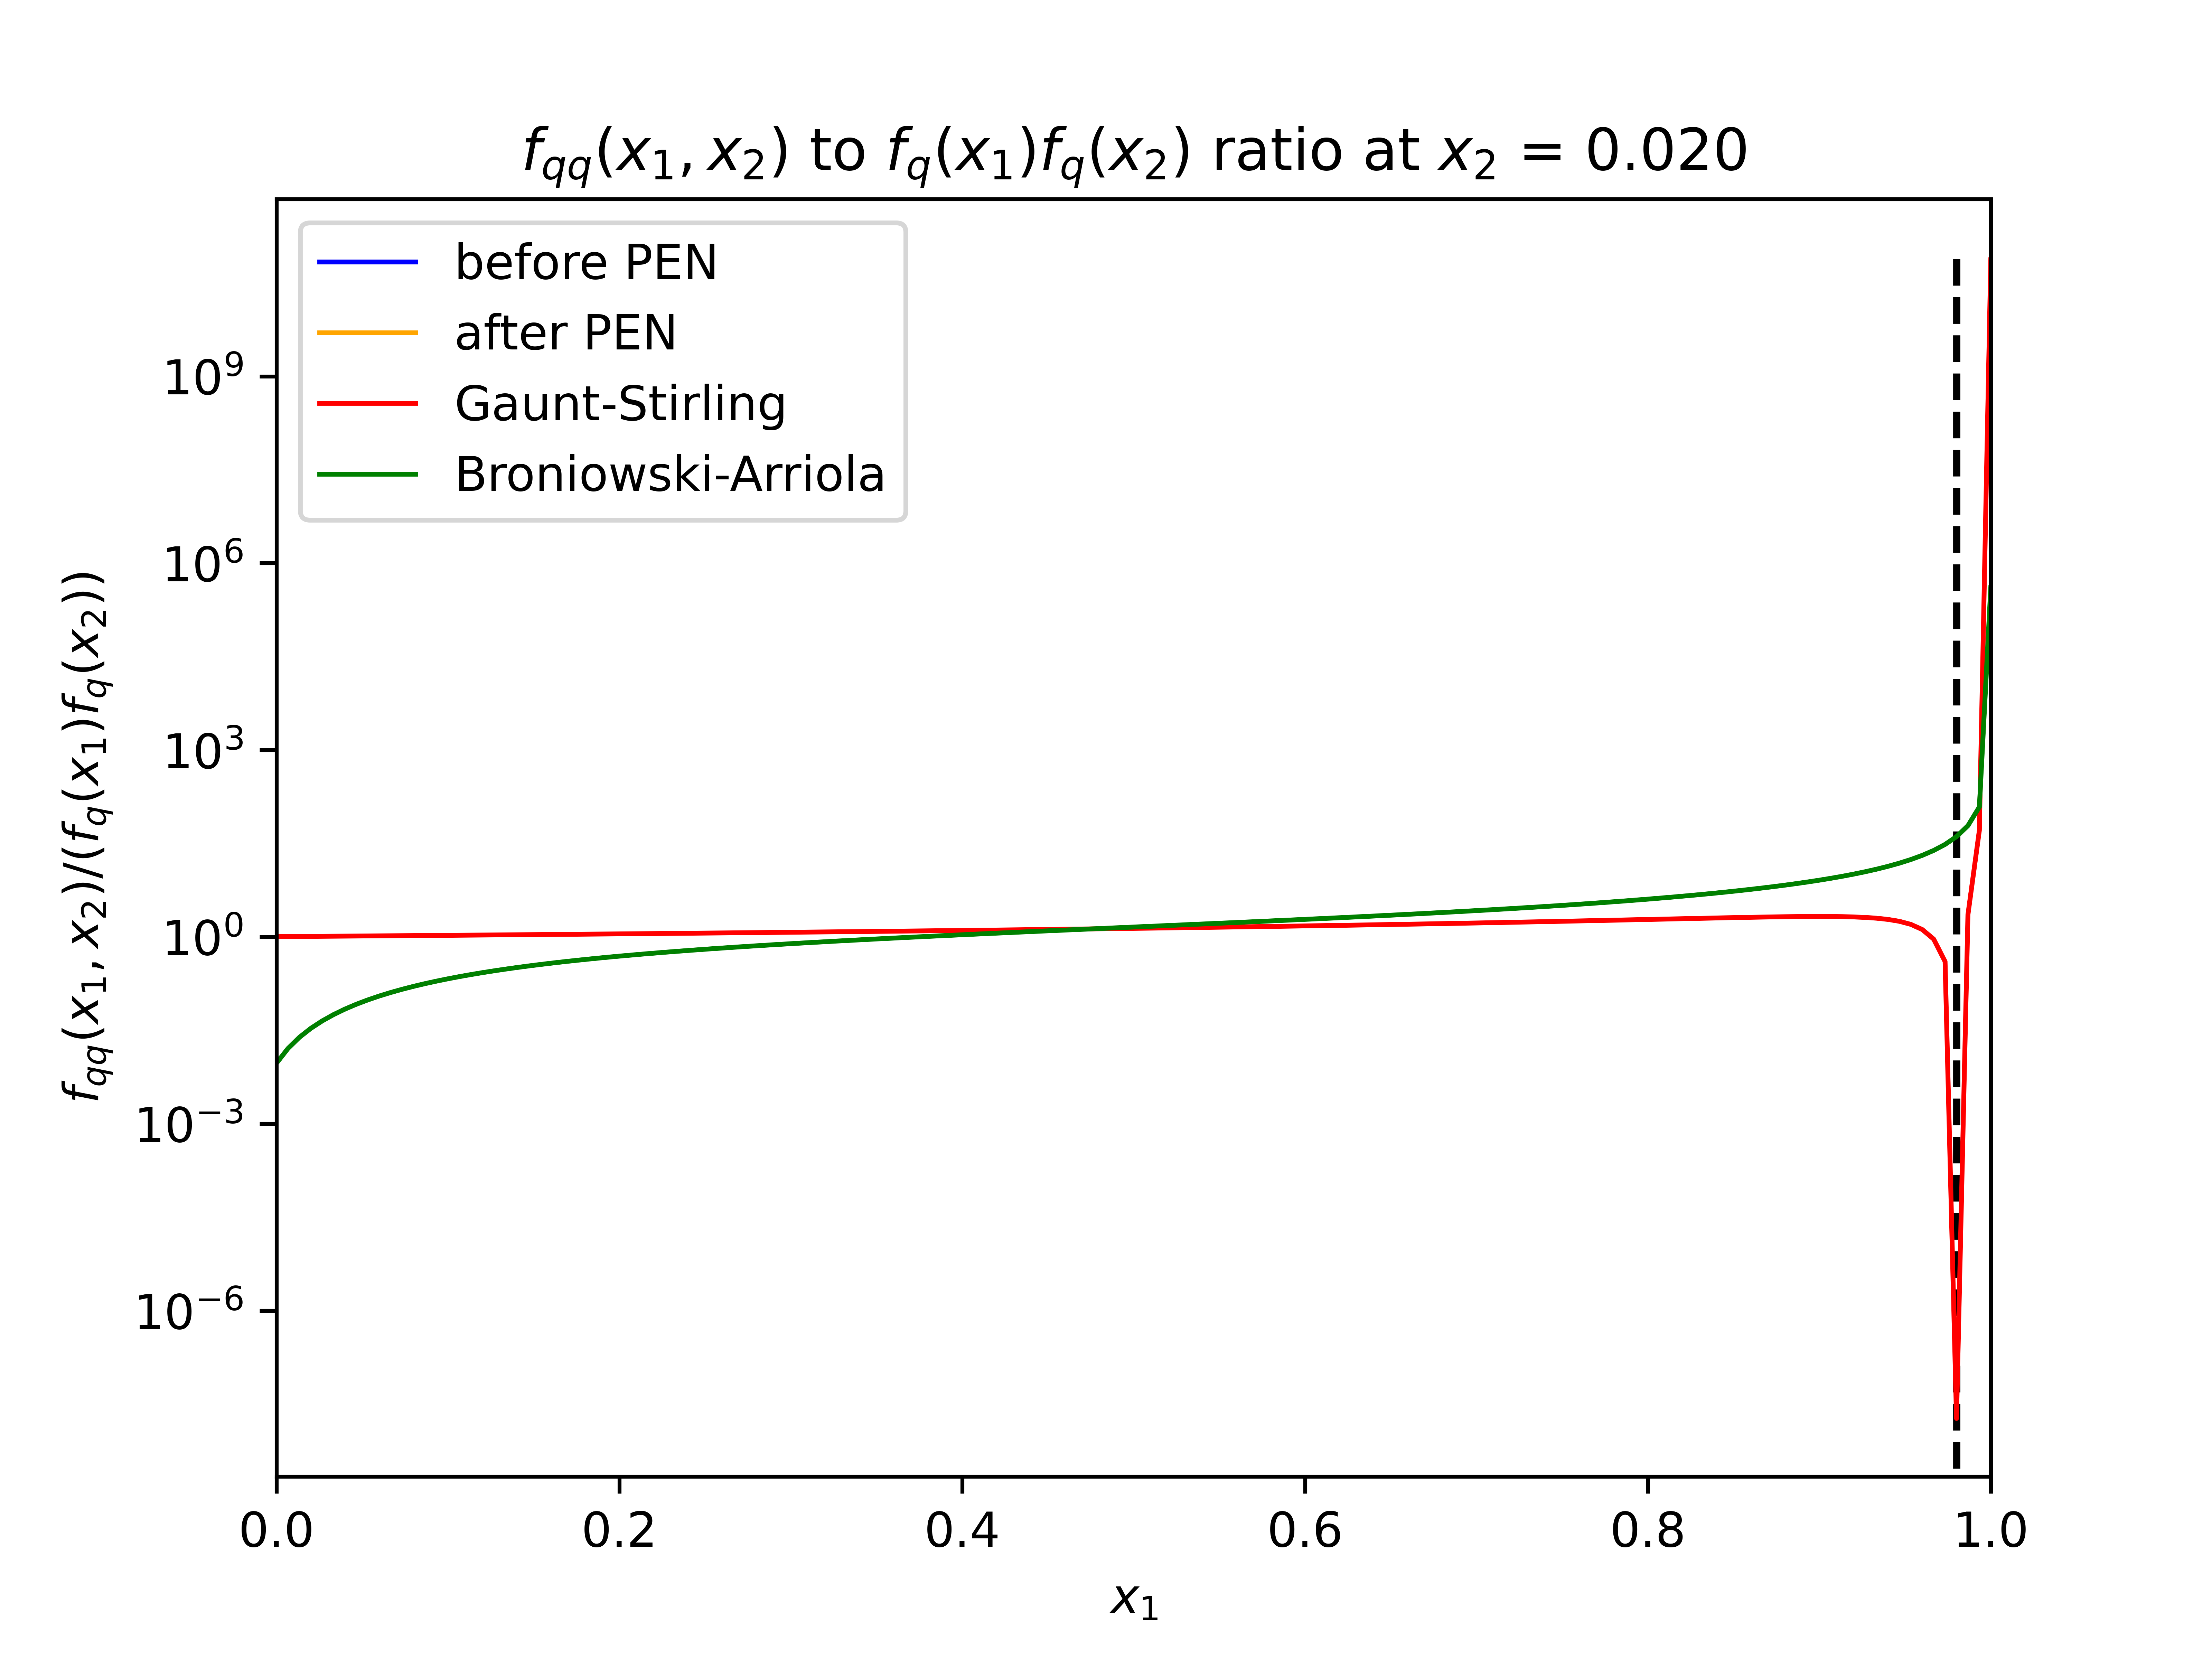 f_qq(x_1, x_2) to f_q(x_1)f_q(x_2) ratio at x_2 = 0.020
before PEN
after PEN
Gaunt-Stirling
Broniowski-Arriola
f_qq(x_1, x_2)/(f_q(x_1)f_q(x_2))
10^9
10^6
10^3
10^0
10^−3
10^−6
0.0 0.2 0.4 0.6 0.8 1.0
x_1